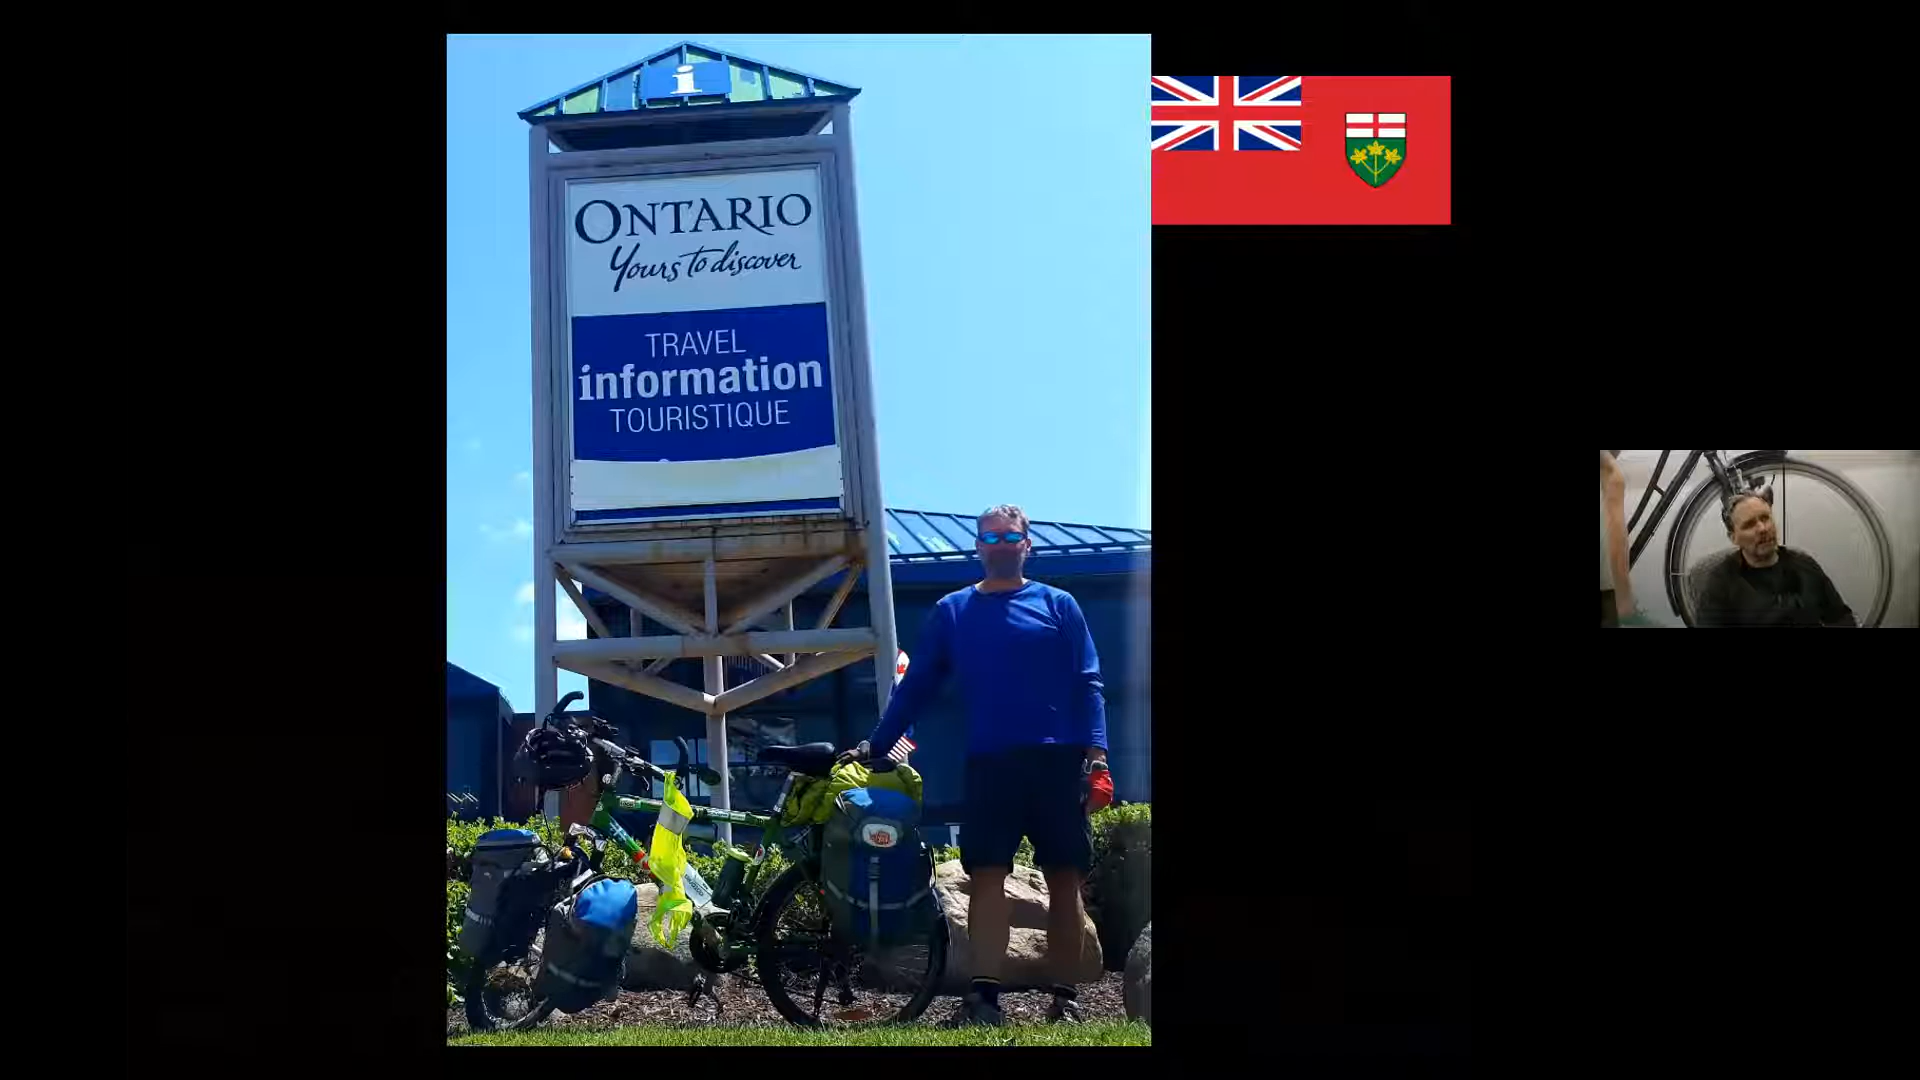 i
ONTARIO
Yours to discover
TRAVEL
information
TOURISTIQUE